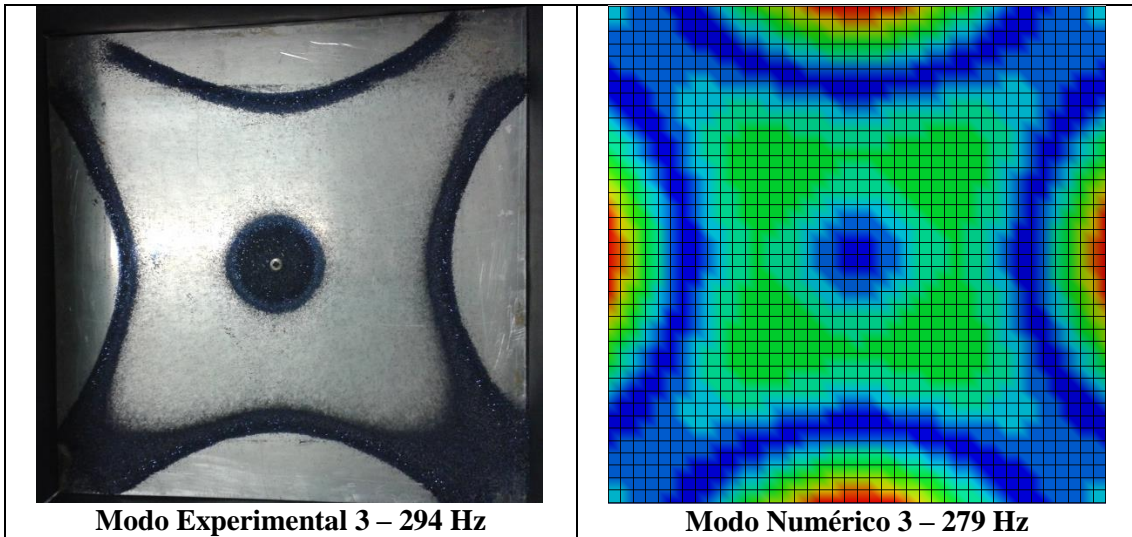 Modo Experimental 3 – 294 Hz
Modo Numérico 3 – 279 Hz